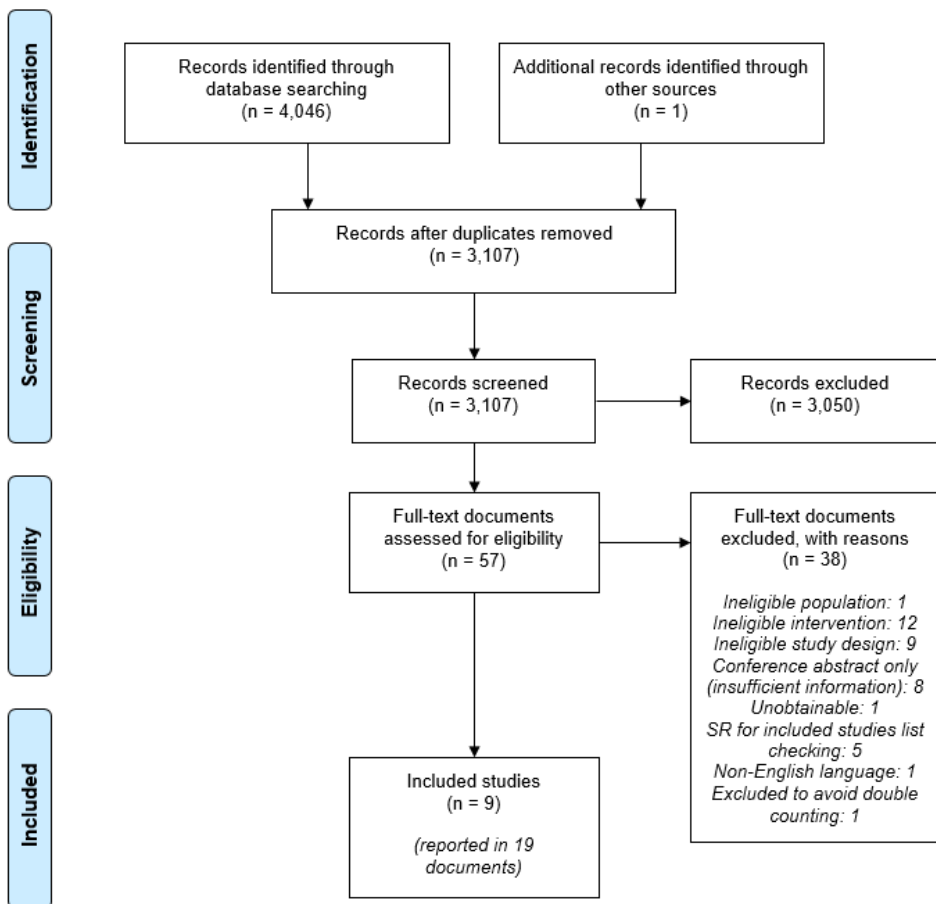 Identification
Records identified through
database searching
(n = 4,046)
Additional records identified through
other sources
(n = 1)
Records after duplicates removed
(n = 3,107)
Screening
Records screened
(n = 3,107)
Records excluded
(n = 3,050)
Eligibility
Full-text documents
assessed for eligibility
(n = 57)
Full-text documents
excluded, with reasons
(n = 38)
Ineligible population: 1
Ineligible intervention: 12
Ineligible study design: 9
Conference abstract only
(insufficient information): 8
Unobtainable: 1
SR for included studies list
checking: 5
Non-English language: 1
Excluded to avoid double
counting: 1
Included
Included studies
(n = 9)
(reported in 19
documents)